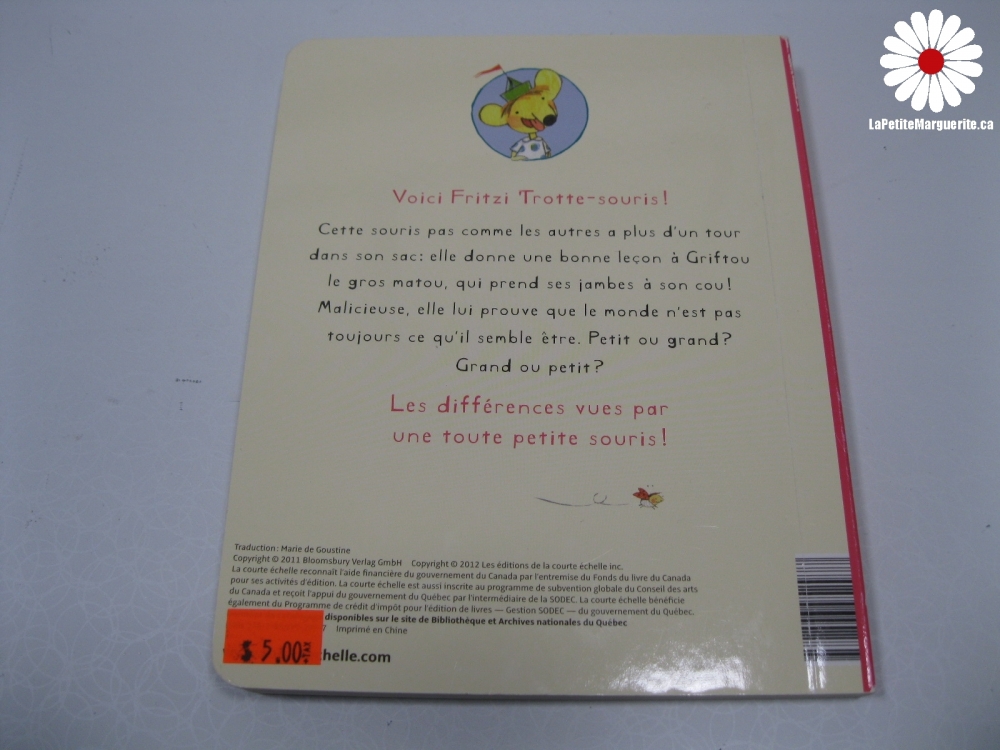 LaPetiteMarguerite.ca
Voici Fritzi Trotte-souris!
Cette souris pas comme les autres a plus d'un tour
dans son sac: elle donne une bonne leçon à Griftou
le gros matou, qui prend ses jambes à son cou!
Malicieuse, elle lui prouve que le monde n'est pas
toujours ce qu'il semble être. Petit ou grand?
Grand ou petit?
Les différences vues par
une toute petite souris!
Traduction: Marie de Goustine
Copyright © 2011 Bloomsbury Verlag GmbH Copyright © 2012 Les éditions de la courte échelle inc.
La courte échelle reconnaît l'aide financière du gouvernement du Canada par l'entremise du Fonds du livre du Canada
pour ses activités d'édition. La courte échelle est aussi inscrite au programme de subvention globale du Conseil des arts
du Canada et reçoit l'appui du gouvernement du Québec par l'intermédiaire de la SODEC. La courte échelle bénéficie
également du Programme de crédit d'impôt pour l'édition de livres — Gestion SODEC — du gouvernement du Québec.
disponibles sur le site de Bibliothèque et Archives nationales du Québec
7 Imprimé en Chine
$ 5.00
helle.com